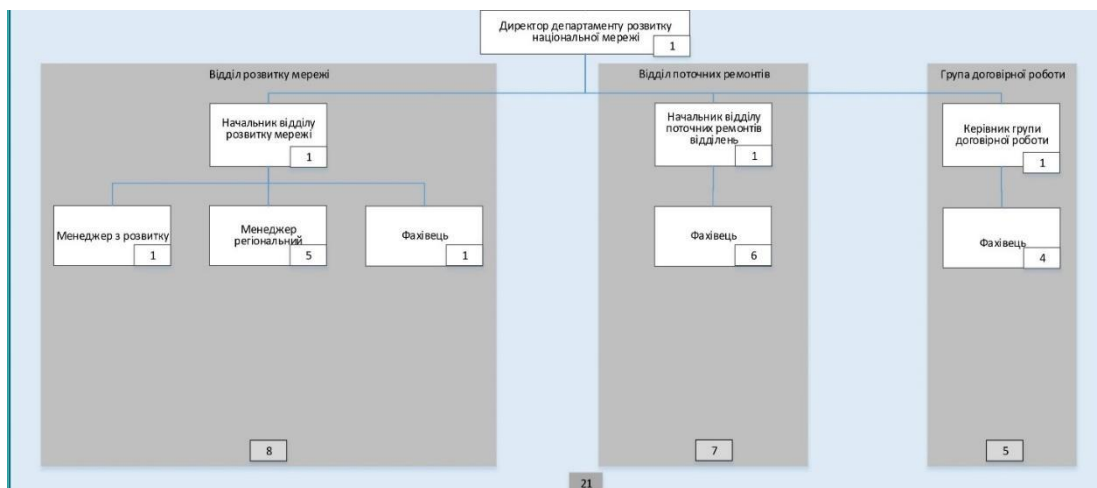 Директор департаменту розвитку
національної мережі
1
Відділ розвитку мережі
Начальник відділу
розвитку мережі
1
Менеджер з розвитку
1
Менеджер
регіональний
5
Фахівець
1
8
Відділ поточних ремонтів
Начальник відділу
поточних ремонтів
відділень
1
Фахівець
6
7
Група договірної роботи
Керівник групи
договірної роботи
1
Фахівець
4
5
21